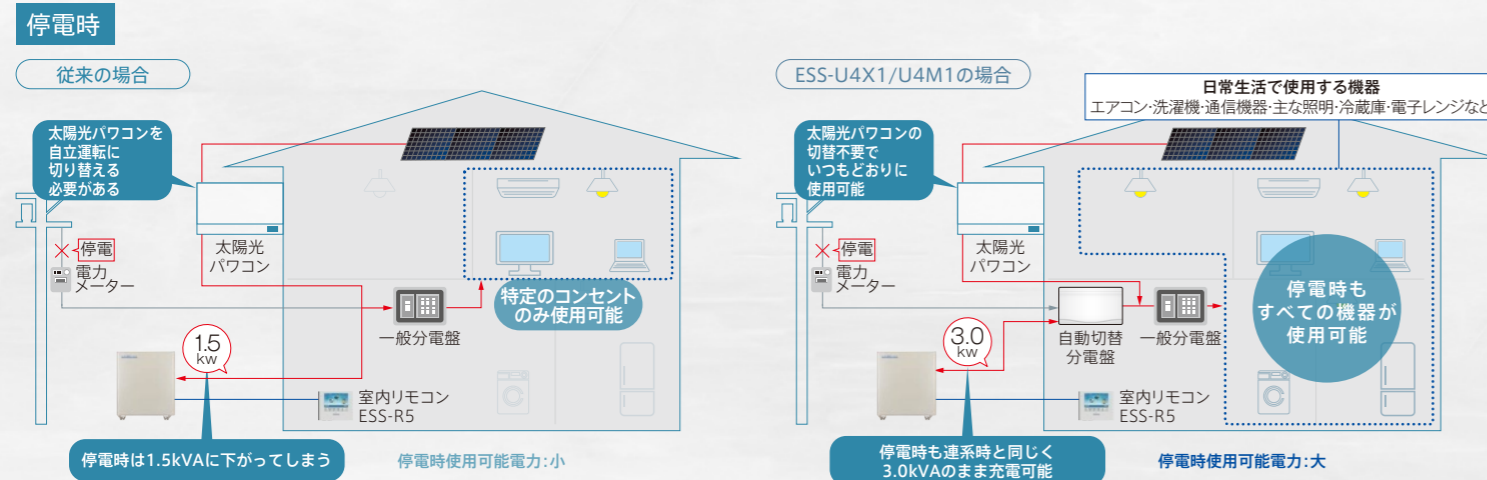 停電時
従来の場合
太陽光パワコンを
自立運転に
切り替える
必要がある
太陽光
パワコン
停電
電力
メーター
特定のコンセント
のみ使用可能
一般分電盤
1.5
kw
室内リモコン
ESS-R5
停電時は1.5kVAに下がってしまう
停電時使用可能電力:小
ESS-U4X1/U4M1の場合
日常生活で使用する機器
エアコン・洗濯機・通信機器・主な照明・冷蔵庫・電子レンジなど
太陽光パワコンの
切替不要で
いつもどおりに
使用可能
太陽光
パワコン
停電
電力
メーター
停電時も
すべての機器が
使用可能
自動切替
分電盤
一般分電盤
3.0
kw
室内リモコン
ESS-R5
停電時も連系時と同じく
3.0kVAのまま充電可能
停電時使用可能電力:大